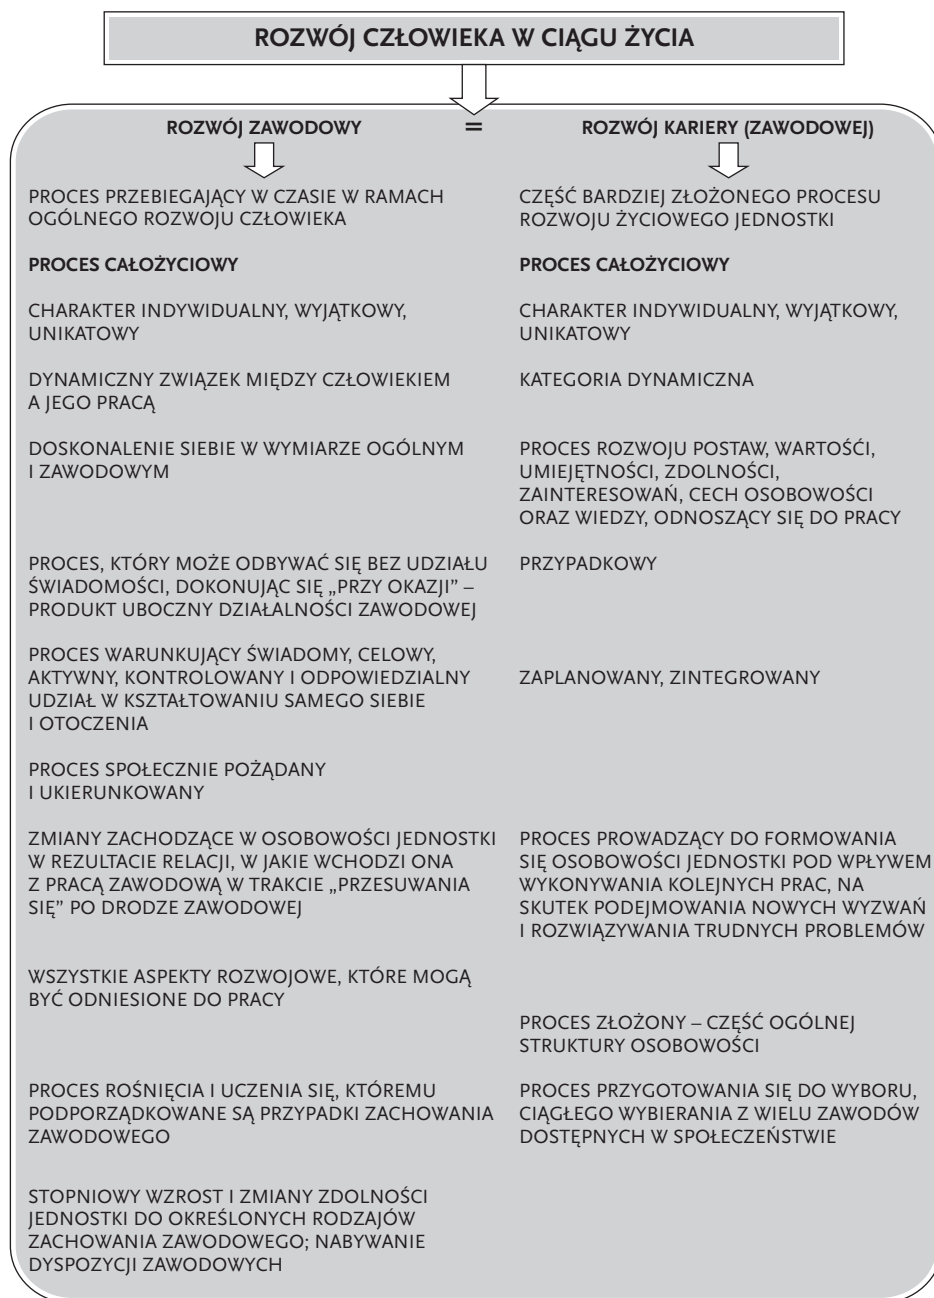 ROZWÓJ CZŁOWIEKA W CIĄGU ŻYCIA
ROZWÓJ ZAWODOWY
=
ROZWÓJ KARIERY (ZAWODOWEJ)
PROCES PRZEBIEGAJĄCY W CZASIE W RAMACH
OGÓLNEGO ROZWOJU CZŁOWIEKA
PROCES CAŁOŻYCIOWY
CHARAKTER INDYWIDUALNY, WYJĄTKOWY,
UNIKATOWY
DYNAMICZNY ZWIĄZEK MIĘDZY CZŁOWIEKIEM
A JEGO PRACĄ
DOSKONALENIE SIEBIE W WYMIARZE OGÓLNYM
I ZAWODOWYM
PROCES, KTÓRY MOŻE ODBYWAĆ SIĘ BEZ UDZIAŁU
ŚWIADOMOŚCI, DOKONUJĄC SIĘ „PRZY OKAZJI” –
PRODUKT UBOCZNY DZIAŁALNOŚCI ZAWODOWEJ
PROCES WARUNKUJĄCY ŚWIADOMY, CELOWY,
AKTYWNY, KONTROLOWANY I ODPOWIEDZIALNY
UDZIAŁ W KSZTAŁTOWANIU SAMEGO SIEBIE
I OTOCZENIA
PROCES SPOŁECZNIE POŻĄDANY
I UKIERUNKOWANY
ZMIANY ZACHODZĄCE W OSOBOWOŚCI JEDNOSTKI
W REZULTACIE RELACJI, W JAKIE WCHODZI ONA
Z PRACĄ ZAWODOWĄ W TRAKCIE „PRZESUWANIA
SIĘ” PO DRODZE ZAWODOWEJ
WSZYSTKIE ASPEKTY ROZWOJOWE, KTÓRE MOGĄ
BYĆ ODNIESIONE DO PRACY
PROCES ROŚNIĘCIA I UCZENIA SIĘ, KTÓREMU
PODPORZĄDKOWANE SĄ PRZYPADKI ZACHOWANIA
ZAWODOWEGO
STOPNIOWY WZROST I ZMIANY ZDOLNOŚCI
JEDNOSTKI DO OKREŚLONYCH RODZAJÓW
ZACHOWANIA ZAWODOWEGO; NABYWANIE
DYSPOZYCJI ZAWODOWYCH
CZĘŚĆ BARDZIEJ ZŁOŻONEGO PROCESU
ROZWOJU ŻYCIOWEGO JEDNOSTKI
PROCES CAŁOŻYCIOWY
CHARAKTER INDYWIDUALNY, WYJĄTKOWY,
UNIKATOWY
KATEGORIA DYNAMICZNA
PROCES ROZWOJU POSTAW, WARTOŚĆI,
UMIEJĘTNOŚCI, ZDOLNOŚCI,
ZAINTERESOWAŃ, CECH OSOBOWOŚCI
ORAZ WIEDZY, ODNOSZĄCY SIĘ DO PRACY
PRZYPADKOWY
ZAPLANOWANY, ZINTEGROWANY
PROCES PROWADZĄCY DO FORMOWANIA
SIĘ OSOBOWOŚCI JEDNOSTKI POD WPŁYWEM
WYKONYWANIA KOLEJNYCH PRAC, NA
SKUTEK PODEJMOWANIA NOWYCH WYZWAŃ
I ROZWIĄZYWANIA TRUDNYCH PROBLEMÓW
PROCES ZŁOŻONY – CZĘŚĆ OGÓLNEJ
STRUKTURY OSOBOWOŚCI
PROCES PRZYGOTOWANIA SIĘ DO WYBORU,
CIĄGŁEGO WYBIERANIA Z WIELU ZAWODÓW
DOSTĘPNYCH W SPOŁECZEŃSTWIE